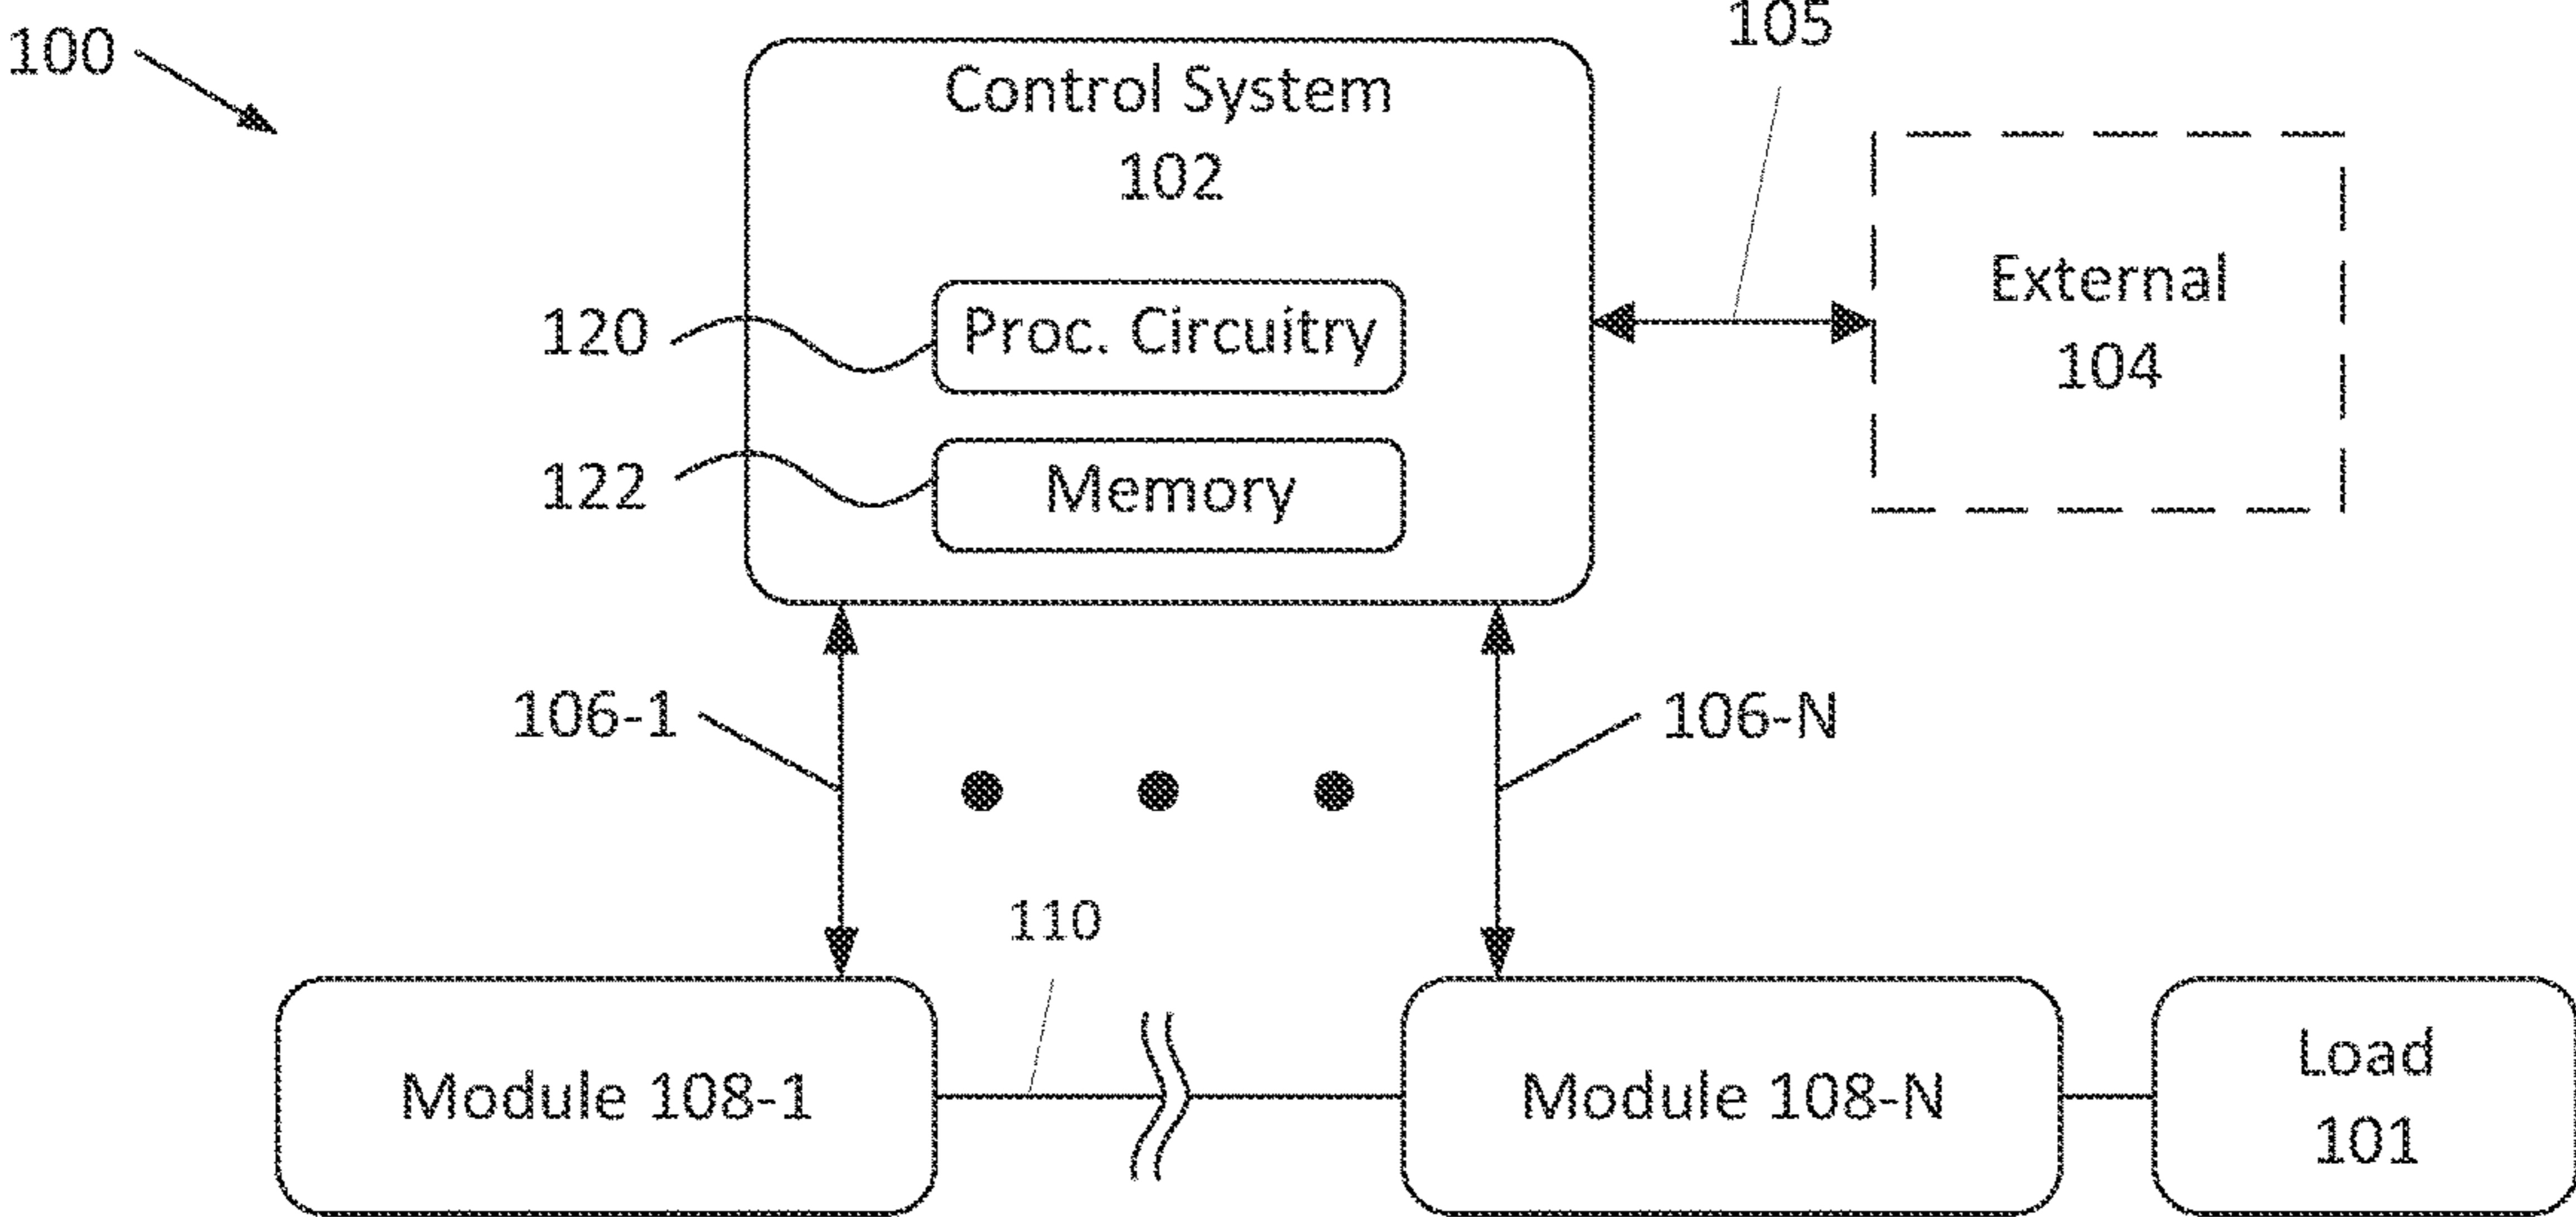 100
105
Control System
102
120
Proc. Circuitry
External
104
122
Memory
106-1
106-N
110
Module 108-1
Module 108-N
Load
101